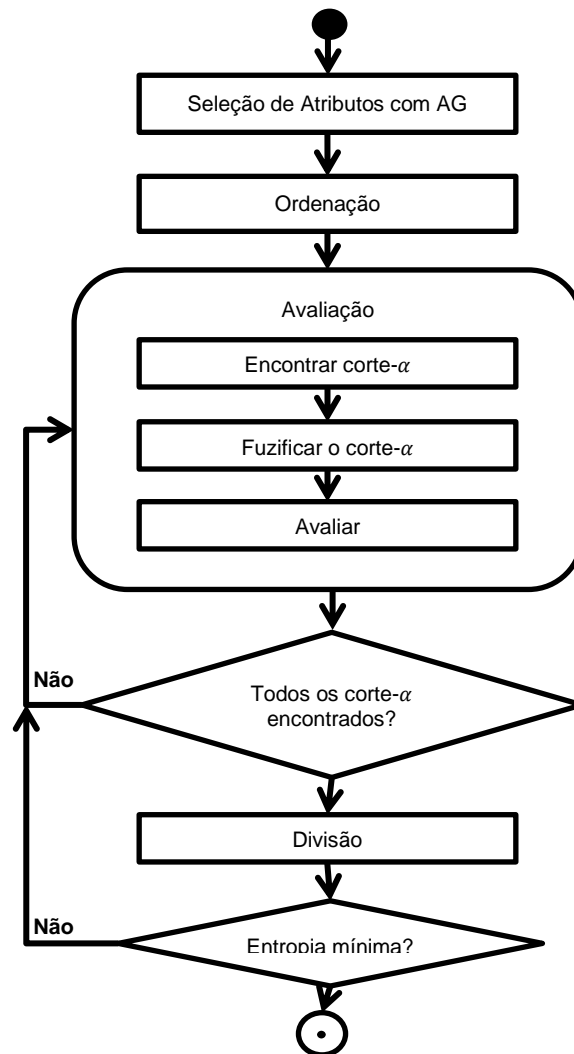 Seleção de Atributos com AG
Ordenação
Avaliação
Encontrar corte-α
Fuzificar o corte-α
Avaliar
Não
Todos os corte-α
encontrados?
Divisão
Não
Entropia mínima?